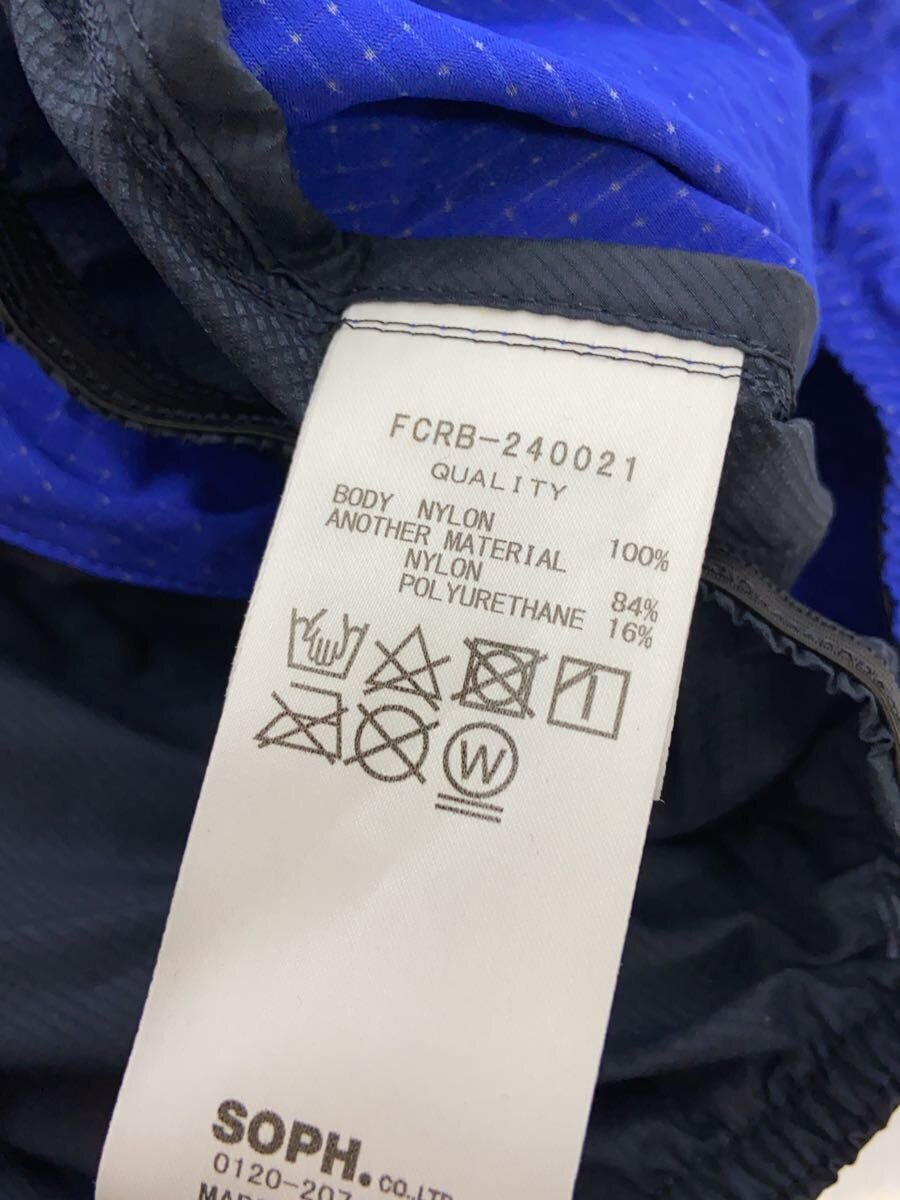 FCRB-240021
QUALITY
BODY NYLON 100%
ANOTHER MATERIAL
NYLON 84%
POLYURETHANE 16%
W
SOPH.CO.,LTD
0120-207